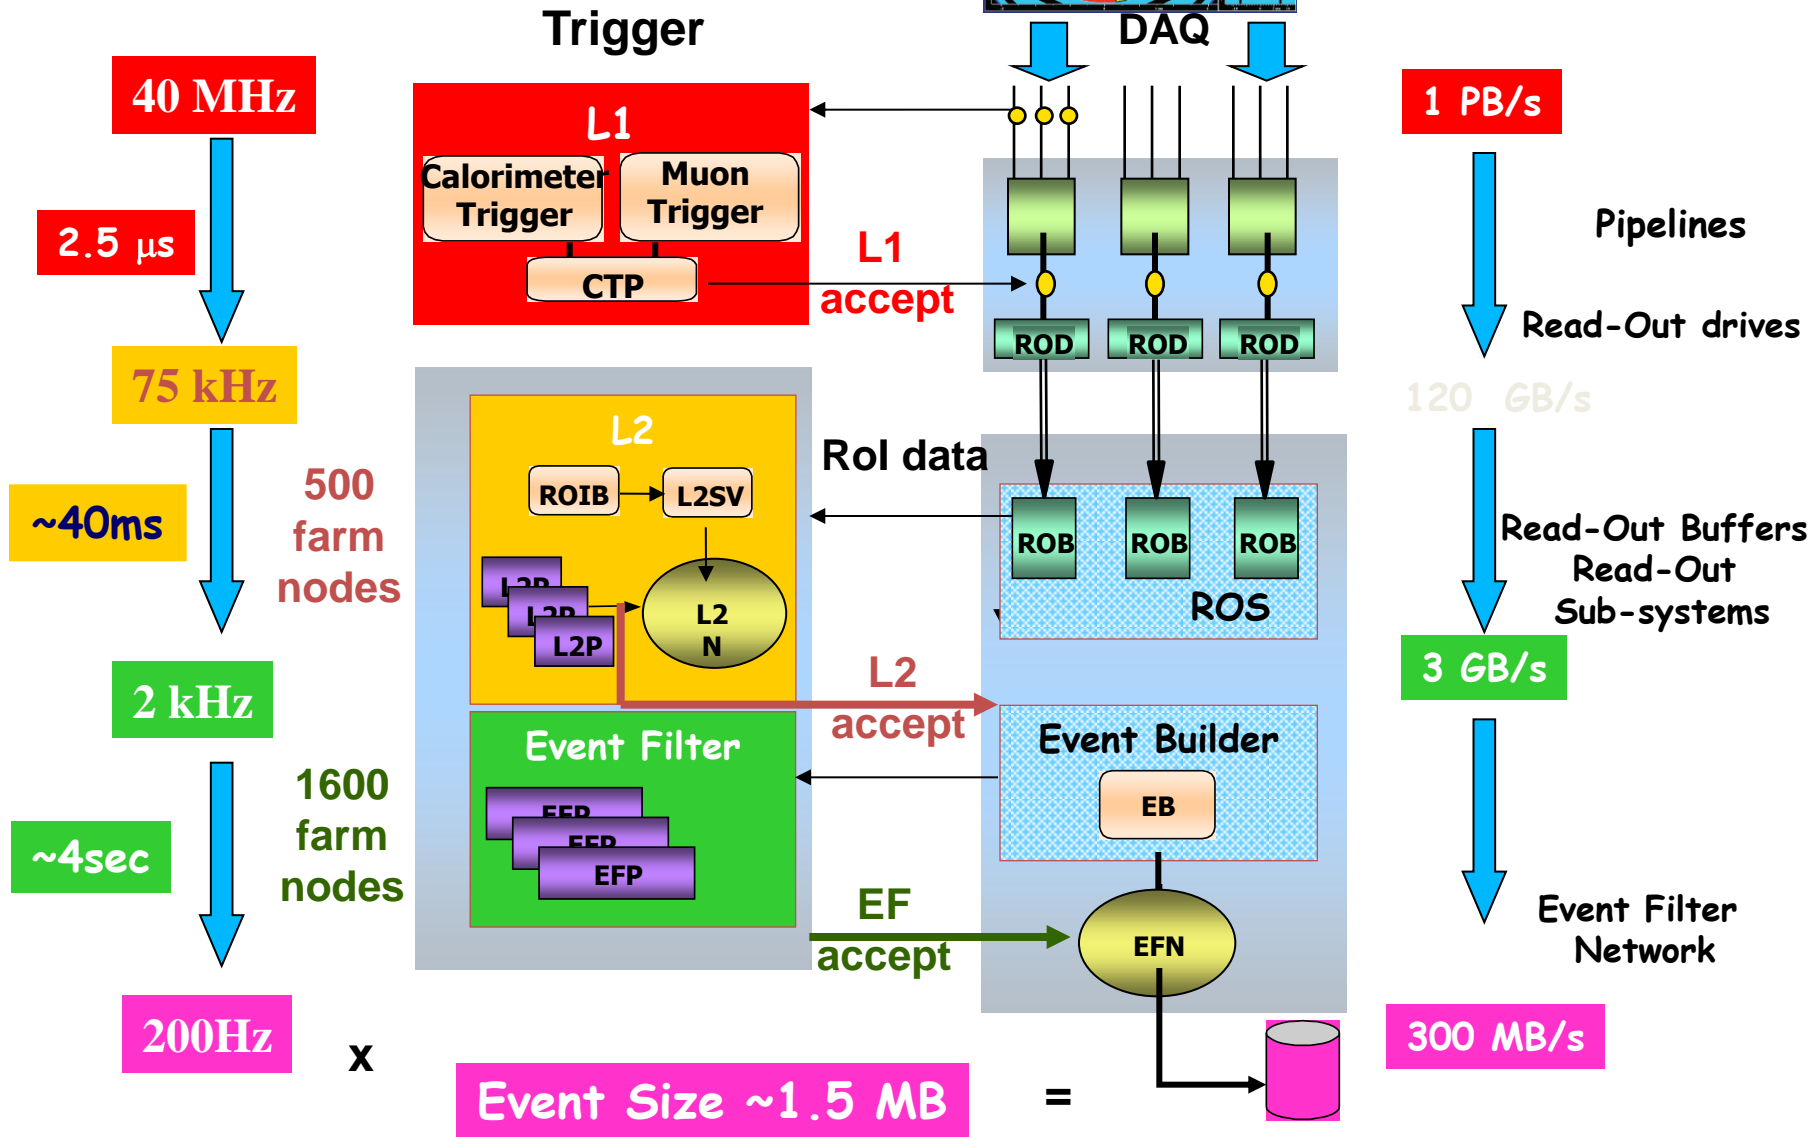 Trigger
DAQ
40 MHz
1 PB/s
L1
Calorimeter
Trigger
Muon
Trigger
2.5 μs
Pipelines
L1
accept
CTP
Read-Out drives
ROD
ROD
ROD
75 kHz
120 GB/s
L2
RoI data
500
farm
nodes
~40ms
ROIB
L2SV
ROB
ROB
ROB
Read-Out Buffers
Read-Out
Sub-systems
L2P
L2P
L2P
L2
N
ROS
2 kHz
L2
accept
3 GB/s
Event Filter
Event Builder
1600
farm
nodes
~4sec
EFP
EFP
EFP
EB
EF
accept
EFN
Event Filter
Network
200Hz
x
Event Size ~1.5 MB
=
300 MB/s